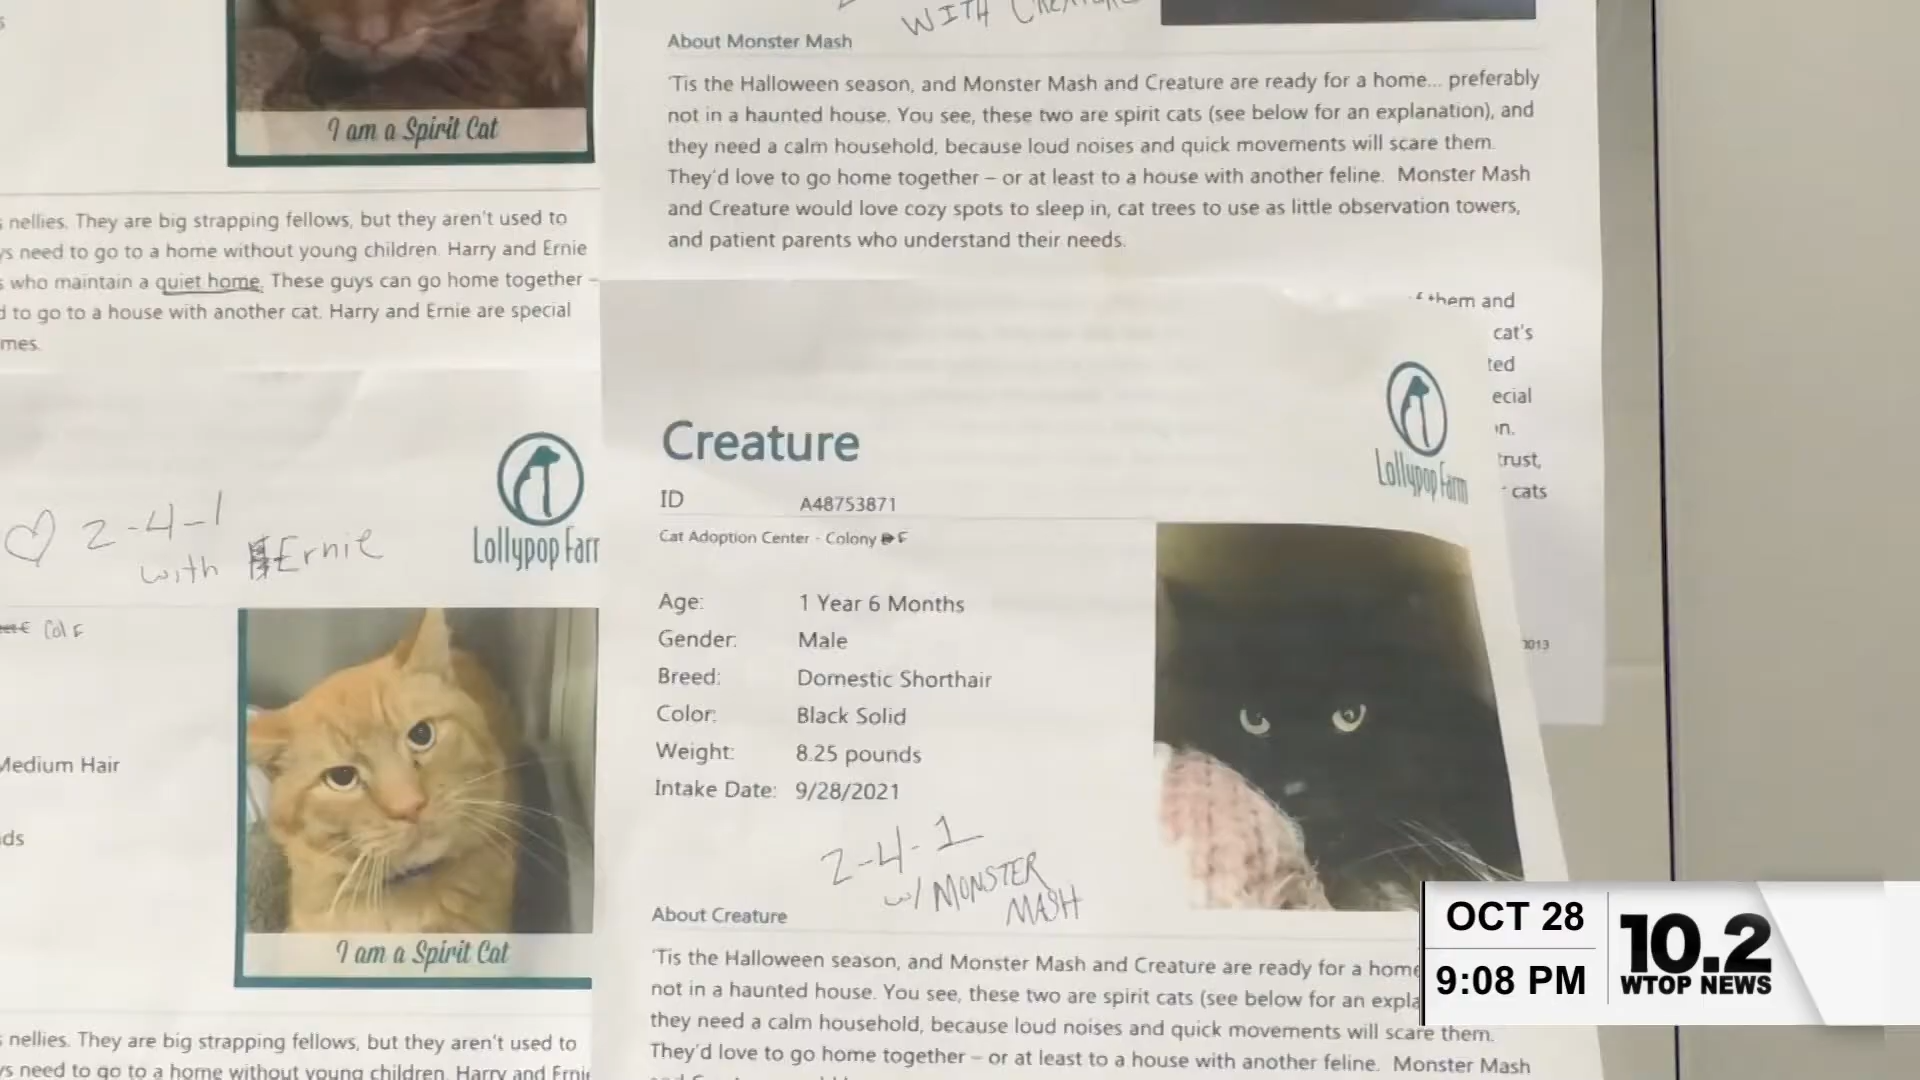 I am a Spirit Cat
nellies. They are big strapping fellows, but they aren't used to
need to go to a home without young children. Harry and Ernie
who maintain a quiet home. These guys can go home together –
to go to a house with another cat. Harry and Ernie are special
2-4-1
with Ernie
Lollypop
Col F
Medium Hair
I am a Spirit Cat
nellies. They are big strapping fellows, but they aren't used to
need to go to a home without young children. Harry and Ernie
WITH CREATURE
About Monster Mash
'Tis the Halloween season, and Monster Mash and Creature are ready for a home... preferably
not in a haunted house. You see, these two are spirit cats (see below for an explanation), and
they need a calm household, because loud noises and quick movements will scare them.
They'd love to go home together – or at least to a house with another feline. Monster Mash
and Creature would love cozy spots to sleep in, cat trees to use as little observation towers,
and patient parents who understand their needs.
them and
cat's
trust,
cats
Creature
Lollypop Farm
ID A48753871
Cat Adoption Center - Colony F
Age: 1 Year 6 Months
Gender: Male
Breed: Domestic Shorthair
Color: Black Solid
Weight: 8.25 pounds
Intake Date: 9/28/2021
2-4-1
w/ MONSTER
MASH
About Creature
'Tis the Halloween season, and Monster Mash and Creature are ready for a home
not in a haunted house. You see, these two are spirit cats (see below for an expla
they need a calm household, because loud noises and quick movements will scare them.
They'd love to go home together – or at least to a house with another feline. Monster Mash
OCT 28
9:08 PM
10.2
WTOP NEWS